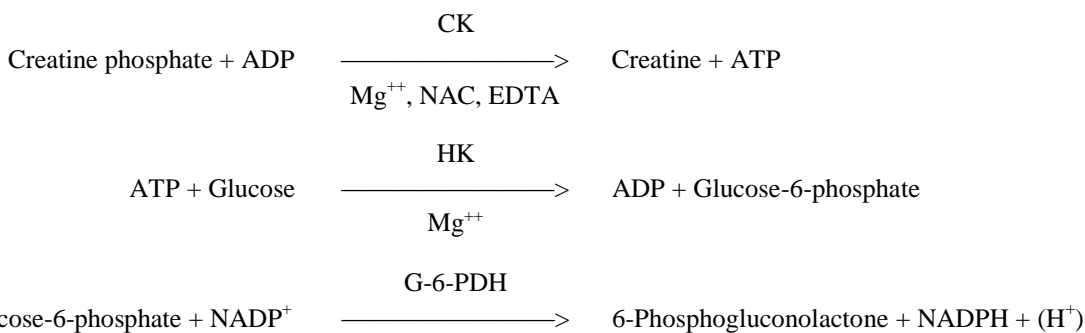 CK
Creatine phosphate + ADP ————————> Creatine + ATP
Mg⁺⁺, NAC, EDTA
HK
ATP + Glucose ————————> ADP + Glucose-6-phosphate
Mg⁺⁺
G-6-PDH
cose-6-phosphate + NADP⁺ ————————> 6-Phosphogluconolactone + NADPH + (H⁺)